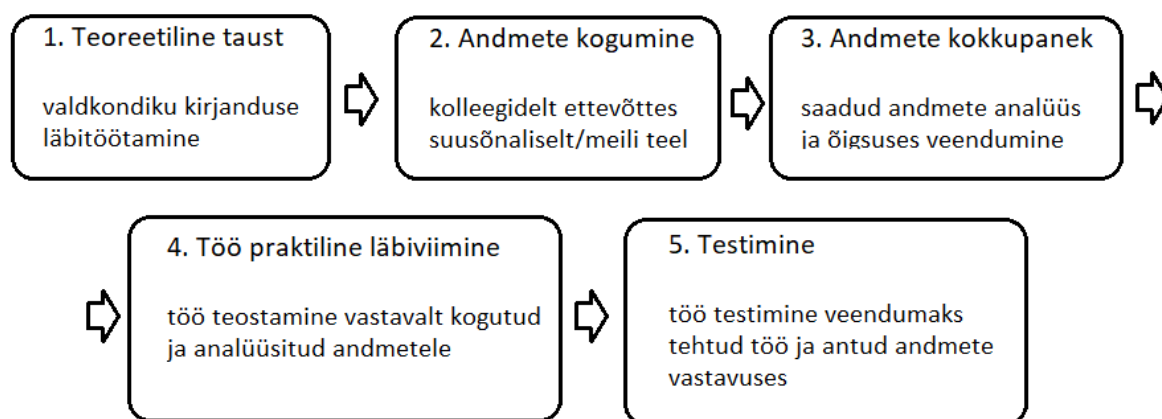 1. Teoreetiline taust
valdkondiku kirjanduse
läbitöötamine
2. Andmete kogumine
kolleegidelt ettevõttes
suusõnaliselt/meili teel
3. Andmete kokkupanek
saadud andmete analüüs
ja õigsuses veendumine
4. Töö praktiline läbiviimine
töö teostamine vastavalt kogutud
ja analüüsitud andmetele
5. Testimine
töö testimine veendumaks
tehtud töö ja antud andmete
vastavuses